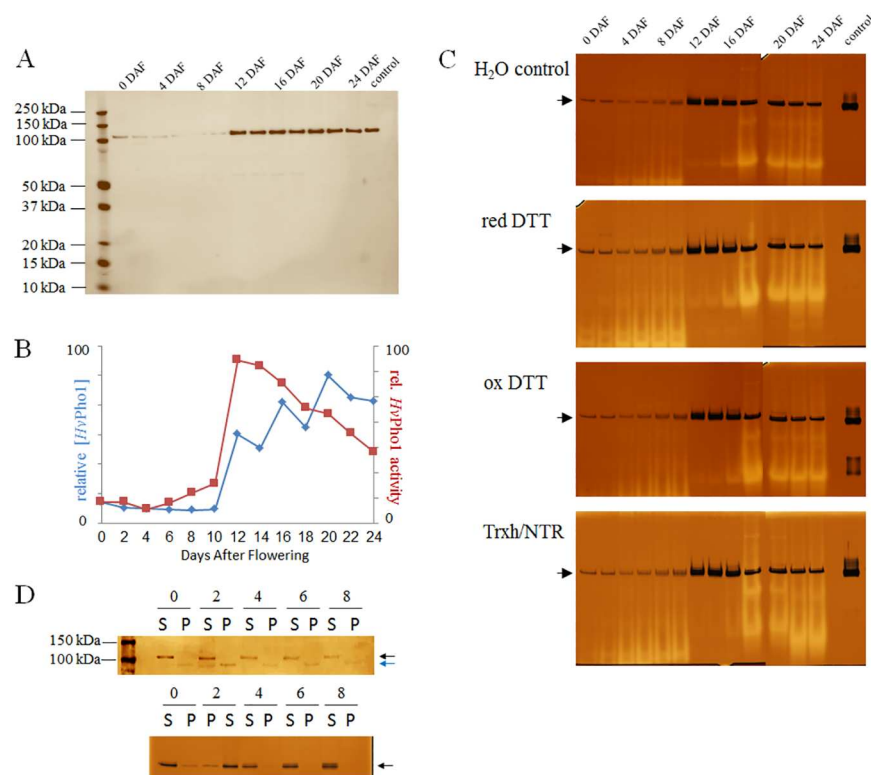 A
0 DAF 4 DAF 8 DAF 12 DAF 16 DAF 20 DAF 24 DAF control
250 kDa
150 kDa
100 kDa
50 kDa
37 kDa
20 kDa
15 kDa
10 kDa
B
100
relative [HvPho1]
0
100
rel. HvPho1 activity
0
0 2 4 6 8 10 12 14 16 18 20 22 24
Days After Flowering
C
0 DAF 4 DAF 8 DAF 12 DAF 16 DAF 20 DAF 24 DAF control
H₂O control
red DTT
ox DTT
Trxh/NTR
D
0 2 4 6 8
S P S P S P S P S P
150 kDa
100 kDa
0 2 4 6 8
S P P S S P S P S P